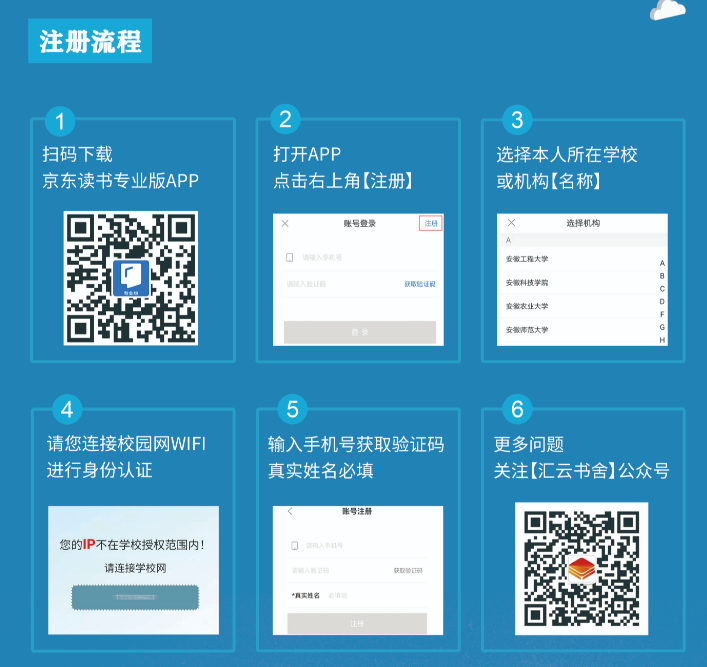 注册流程
1
扫码下载
京东读书专业版APP
专业版
2
打开APP
点击右上角【注册】
账号登录
注册
请输入手机号
请输入验证码
获取验证码
登 录
3
选择本人所在学校
或机构【名称】
选择机构
A
安徽工程大学
安徽科技学院
安徽农业大学
安徽师范大学
A
B
C
D
F
G
H
4
请您连接校园网WIFI
进行身份认证
您的IP不在学校授权范围内!
请连接学校网
5
输入手机号获取验证码
真实姓名必填
账号注册
请输入手机号
请输入验证码
获取验证码
*真实姓名
必填项
注册
6
更多问题
关注【汇云书舍】公众号